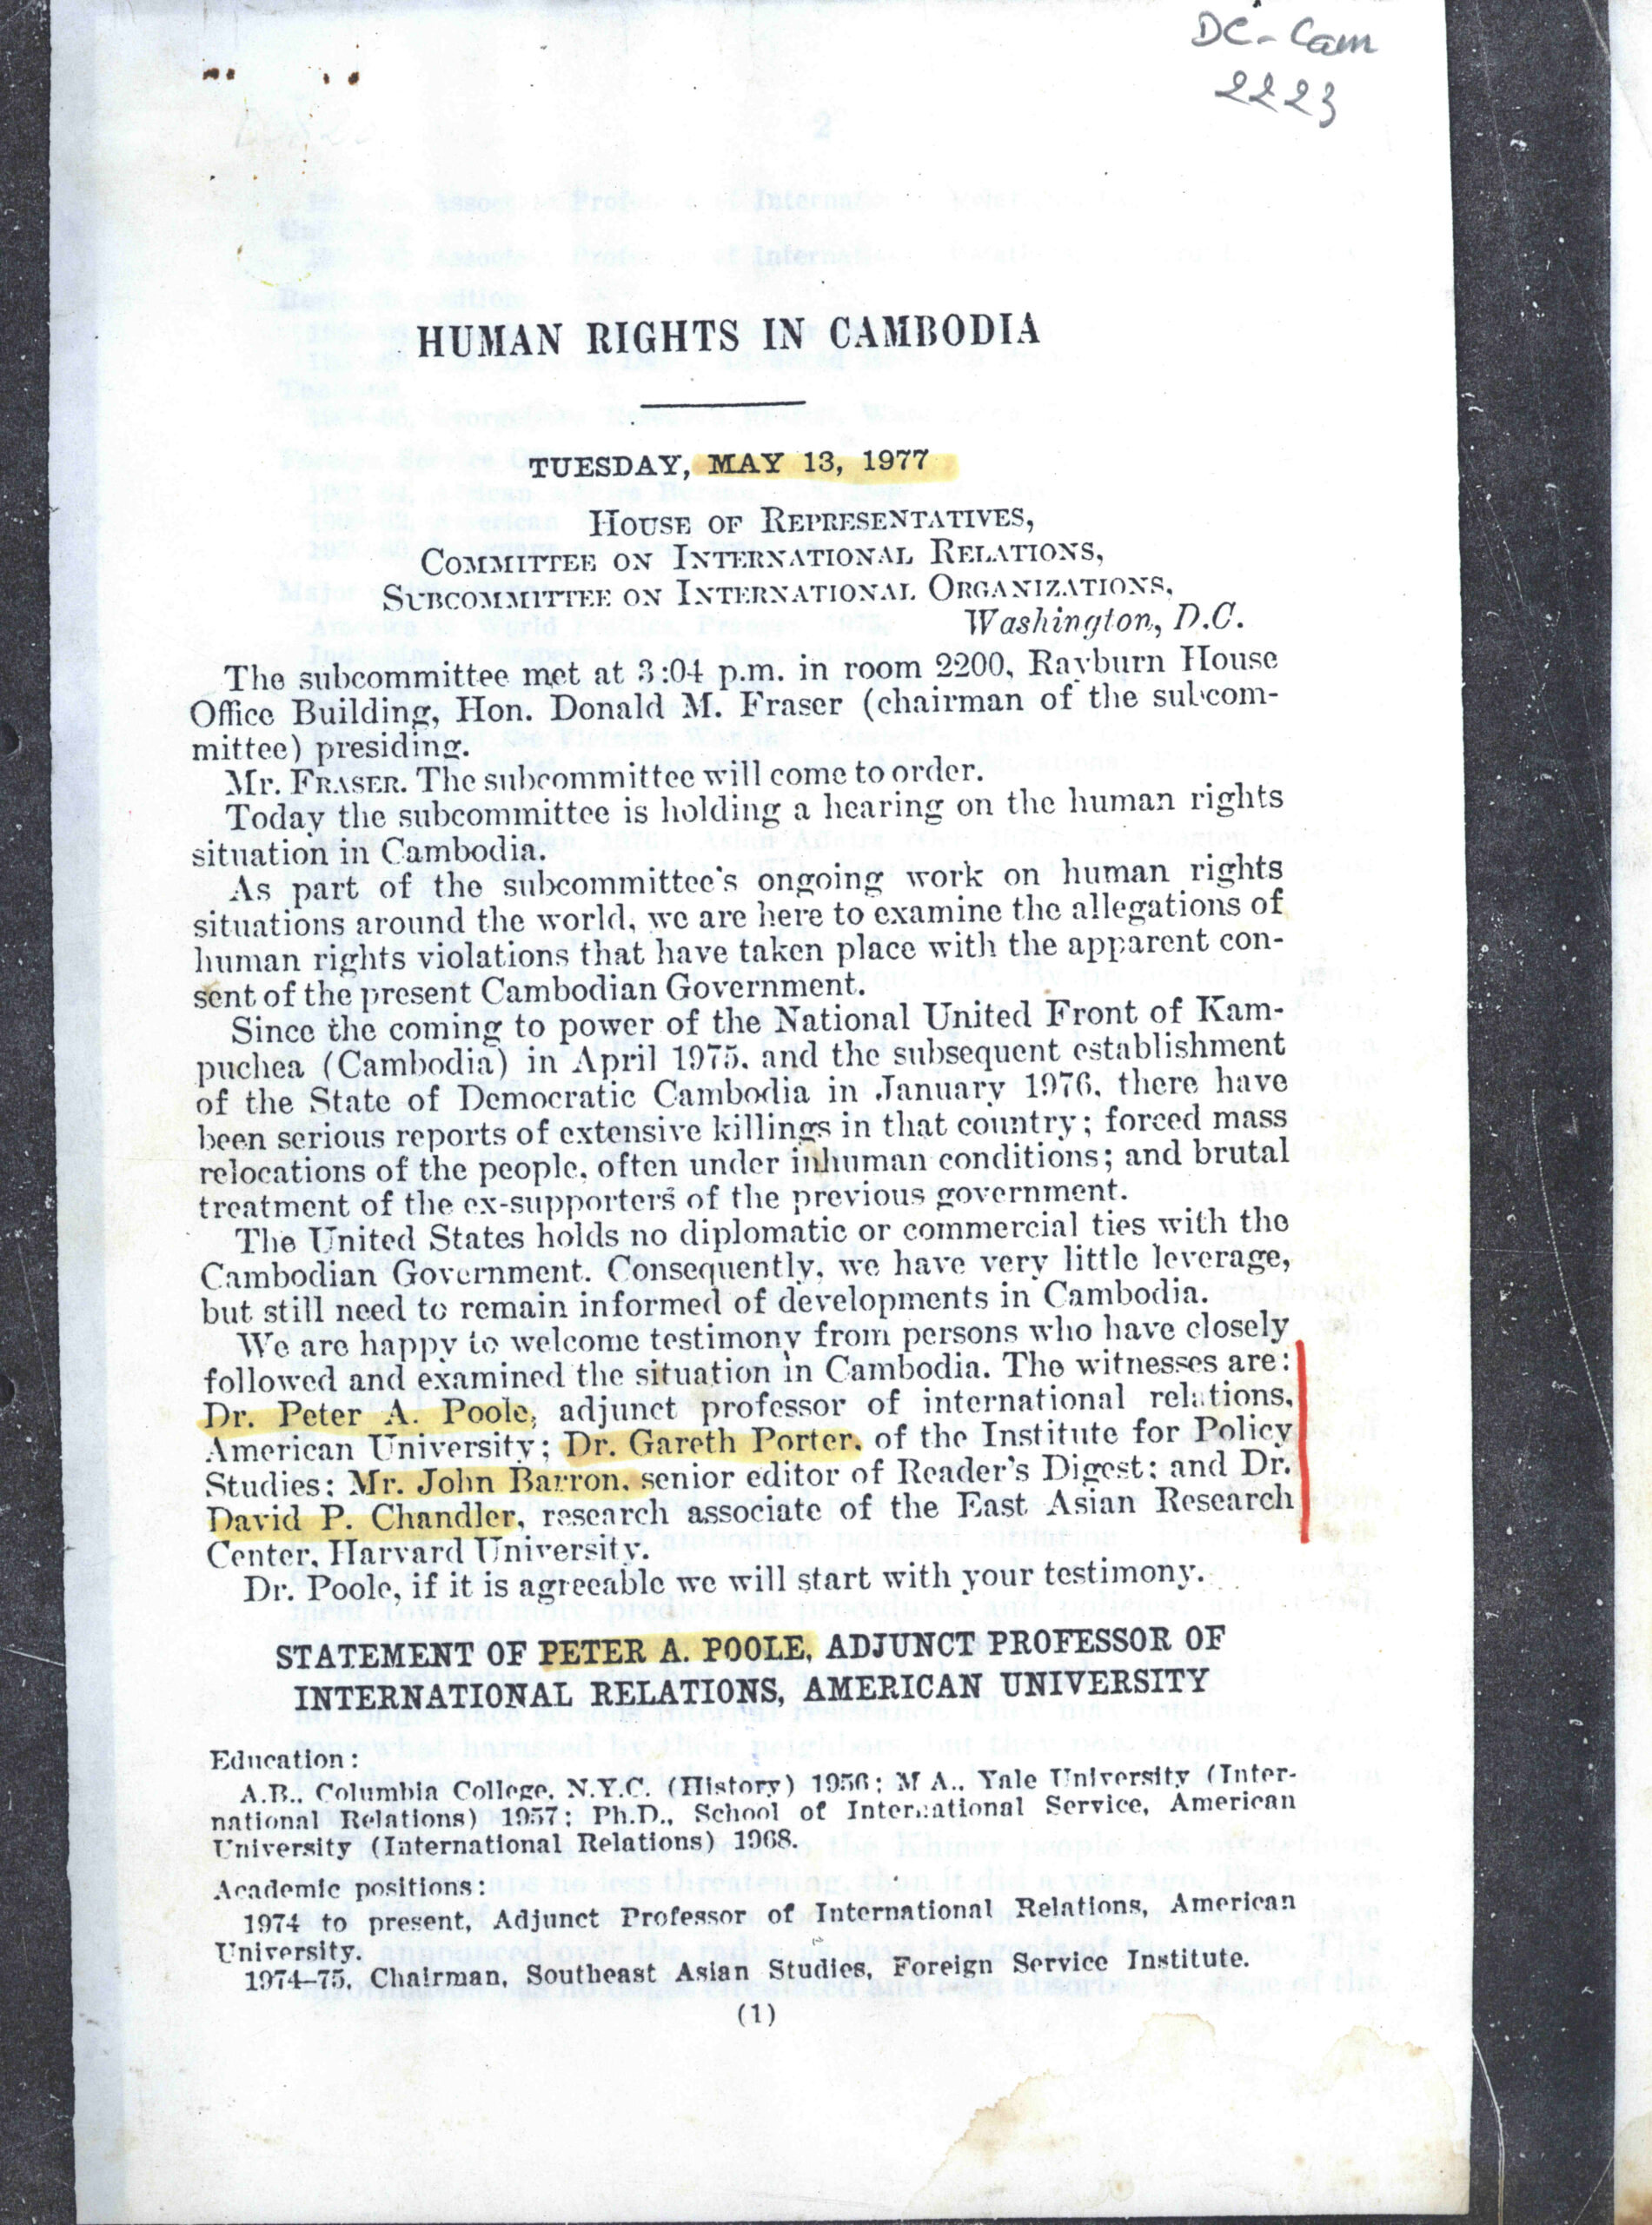 DC-Cam
2223
HUMAN RIGHTS IN CAMBODIA
TUESDAY, MAY 13, 1977
HOUSE OF REPRESENTATIVES,
COMMITTEE ON INTERNATIONAL RELATIONS,
SUBCOMMITTEE ON INTERNATIONAL ORGANIZATIONS,
Washington, D.C.
The subcommittee met at 3:04 p.m. in room 2200, Rayburn House
Office Building, Hon. Donald M. Fraser (chairman of the subcom-
mittee) presiding.
Mr. FRASER. The subcommittee will come to order.
Today the subcommittee is holding a hearing on the human rights
situation in Cambodia.
As part of the subcommittee's ongoing work on human rights
situations around the world, we are here to examine the allegations of
human rights violations that have taken place with the apparent con-
sent of the present Cambodian Government.
Since the coming to power of the National United Front of Kam-
puchea (Cambodia) in April 1975, and the subsequent establishment
of the State of Democratic Cambodia in January 1976, there have
been serious reports of extensive killings in that country; forced mass
relocations of the people, often under inhuman conditions; and brutal
treatment of the ex-supporters of the previous government.
The United States holds no diplomatic or commercial ties with the
Cambodian Government. Consequently, we have very little leverage,
but still need to remain informed of developments in Cambodia.
We are happy to welcome testimony from persons who have closely
followed and examined the situation in Cambodia. The witnesses are:
Dr. Peter A. Poole, adjunct professor of international relations,
American University; Dr. Gareth Porter, of the Institute for Policy
Studies; Mr. John Barron, senior editor of Reader's Digest; and Dr.
David P. Chandler, research associate of the East Asian Research
Center, Harvard University.
Dr. Poole, if it is agreeable we will start with your testimony.
STATEMENT OF PETER A. POOLE, ADJUNCT PROFESSOR OF
INTERNATIONAL RELATIONS, AMERICAN UNIVERSITY
Education:
A.B., Columbia College, N.Y.C. (History) 1956; M A., Yale University (Inter-
national Relations) 1957; Ph.D., School of International Service, American
University (International Relations) 1968.
Academic positions:
1974 to present, Adjunct Professor of International Relations, American
University.
1974–75, Chairman, Southeast Asian Studies, Foreign Service Institute.
(1)